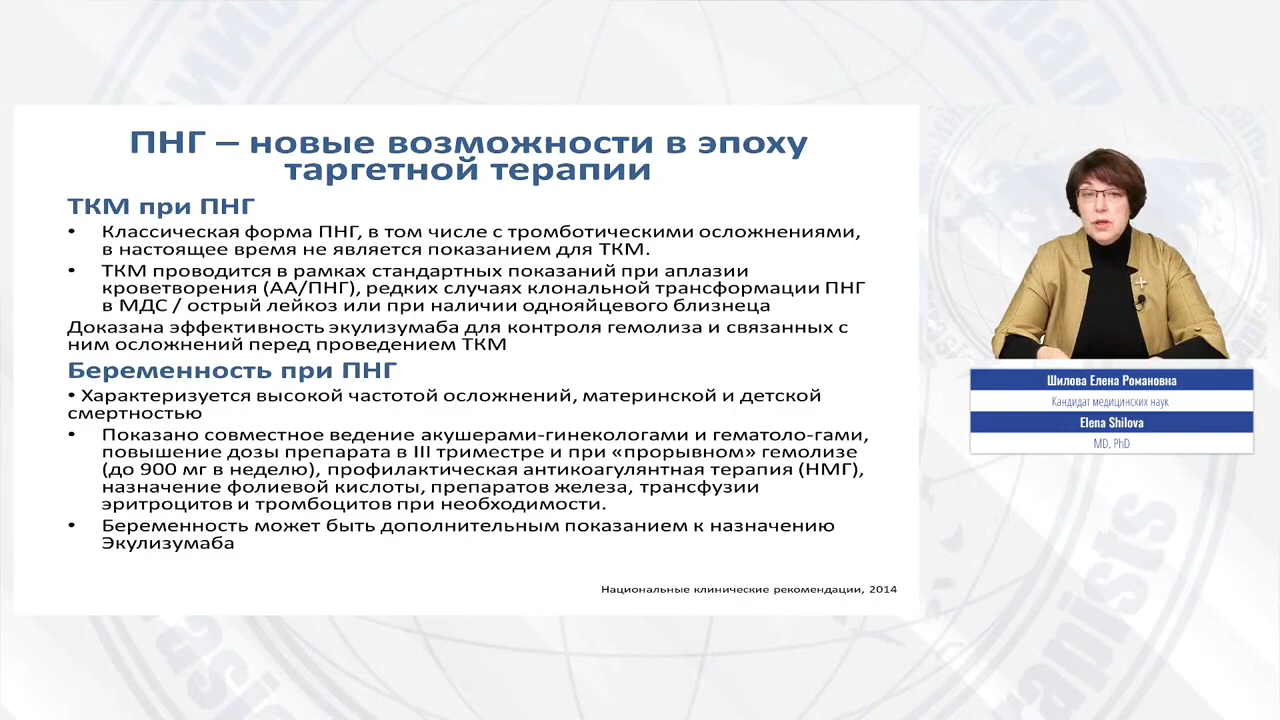 ПНГ – новые возможности в эпоху
таргетной терапии
ТКМ при ПНГ
• Классическая форма ПНГ, в том числе с тромботическими осложнениями,
в настоящее время не является показанием для ТКМ.
• ТКМ проводится в рамках стандартных показаний при аплазии
кроветворения (АА/ПНГ), редких случаях клональной трансформации ПНГ
в МДС / острый лейкоз или при наличии однояйцевого близнеца
Доказана эффективность экулизумаба для контроля гемолиза и связанных с
ним осложнений перед проведением ТКМ
Беременность при ПНГ
• Характеризуется высокой частотой осложнений, материнской и детской
смертностью
• Показано совместное ведение акушерами-гинекологами и гематоло-гами,
повышение дозы препарата в III триместре и при «прорывном» гемолизе
(до 900 мг в неделю), профилактическая антикоагулянтная терапия (НМГ),
назначение фолиевой кислоты, препаратов железа, трансфузии
эритроцитов и тромбоцитов при необходимости.
• Беременность может быть дополнительным показанием к назначению
Экулизумаба
Национальные клинические рекомендации, 2014
Шилова Елена Романовна
Кандидат медицинских наук
Elena Shilova
MD, PhD